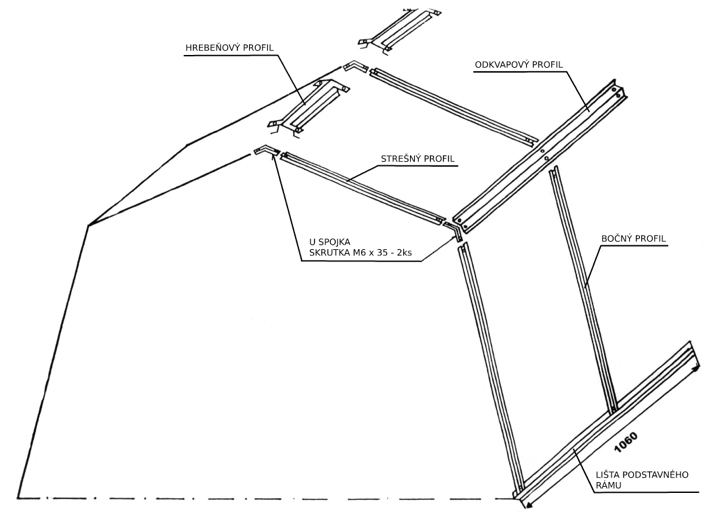 HREBEŇOVÝ PROFIL
ODKVAPOVÝ PROFIL
STREŠNÝ PROFIL
U SPOJKA
SKRUTKA M6 x 35 - 2ks
BOČNÝ PROFIL
1060
LIŠTA PODSTAVNÉHO
RÁMU